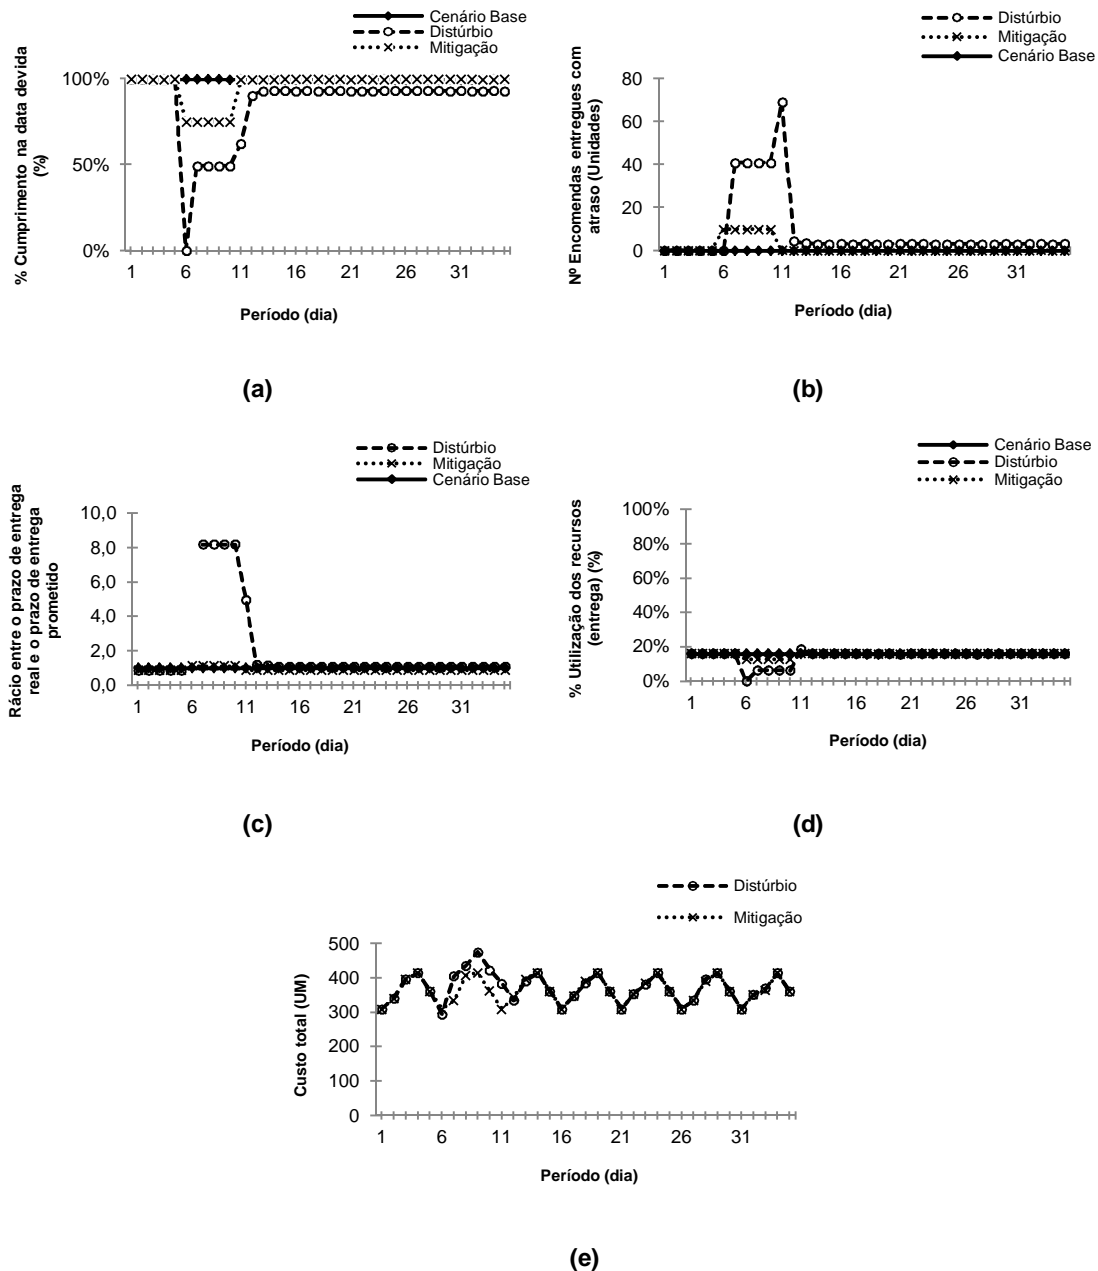 Cenário Base
Distúrbio
Mitigação
% Cumprimento na data devida
(%)
100%
50%
0%
1 6 11 16 21 26 31
Período (dia)
(a)
Distúrbio
Mitigação
Cenário Base
Nº Encomendas entregues com
atraso (Unidades)
80
60
40
20
0
1 6 11 16 21 26 31
Período (dia)
(b)
Distúrbio
Mitigação
Cenário Base
Rácio entre o prazo de entrega
real e o prazo de entrega
prometido
10,0
8,0
6,0
4,0
2,0
0,0
1 6 11 16 21 26 31
Período (dia)
(c)
Cenário Base
Distúrbio
Mitigação
% Utilização dos recursos
(entrega) (%)
100%
80%
60%
40%
20%
0%
1 6 11 16 21 26 31
Período (dia)
(d)
Distúrbio
Mitigação
Custo total (UM)
500
400
300
200
100
0
1 6 11 16 21 26 31
Período (dia)
(e)